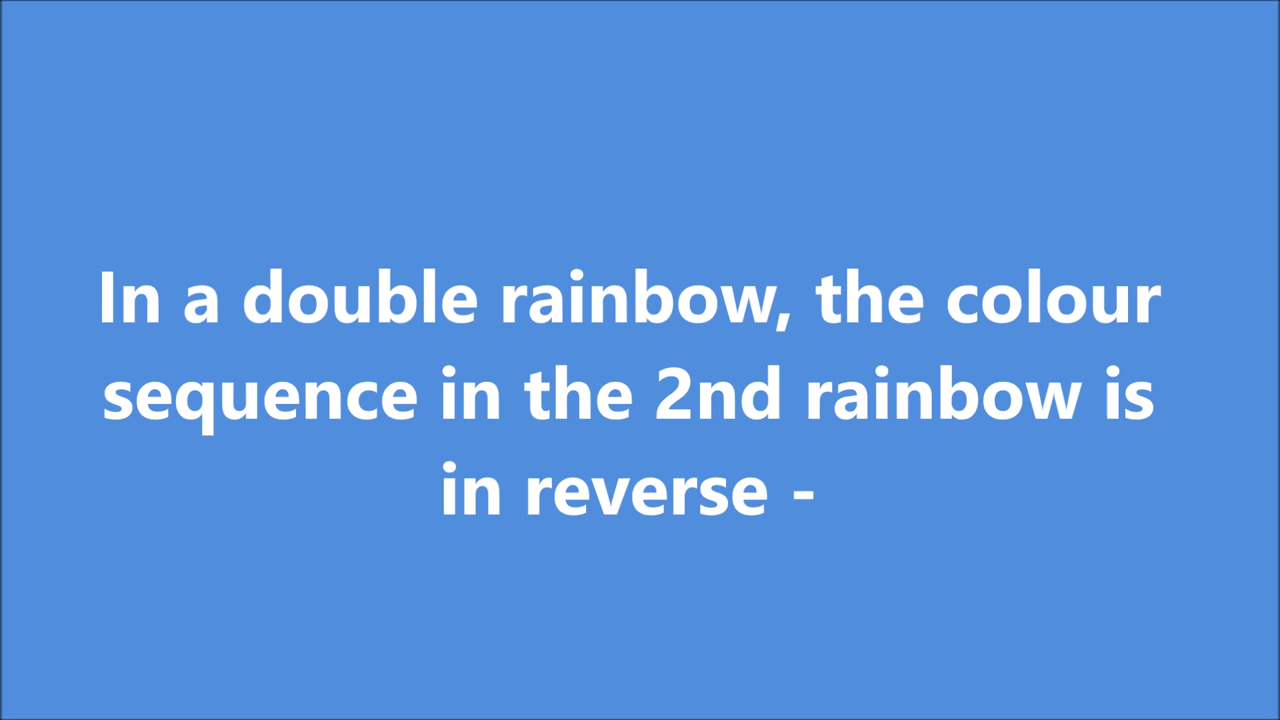 In a double rainbow, the colour
sequence in the 2nd rainbow is
in reverse -